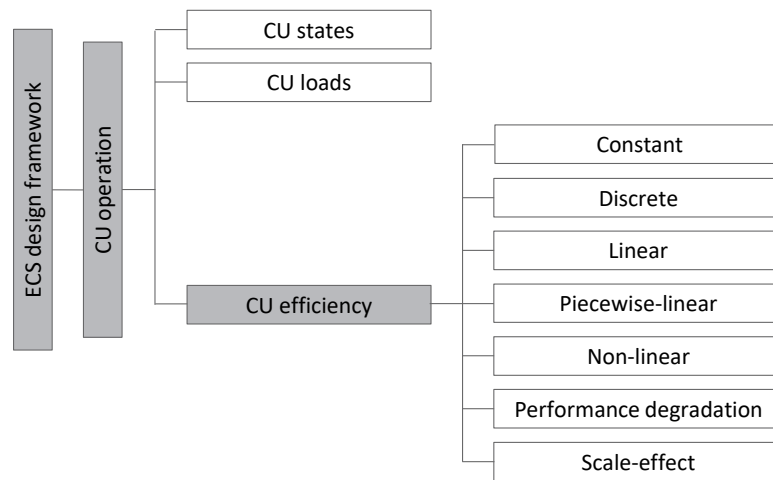 ECS design framework
CU operation
CU states
CU loads
CU efficiency
Constant
Discrete
Linear
Piecewise-linear
Non-linear
Performance degradation
Scale-effect